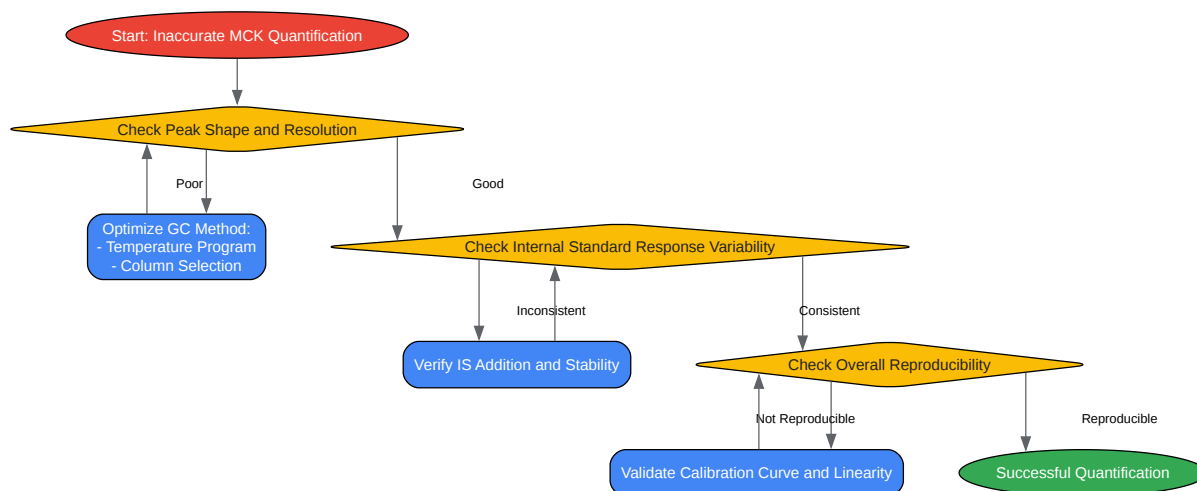 Start: Inaccurate MCK Quantification
Check Peak Shape and Resolution
Poor
Good
Optimize GC Method:
- Temperature Program
- Column Selection
Check Internal Standard Response Variability
Inconsistent
Consistent
Verify IS Addition and Stability
Check Overall Reproducibility
Not Reproducible
Reproducible
Validate Calibration Curve and Linearity
Successful Quantification